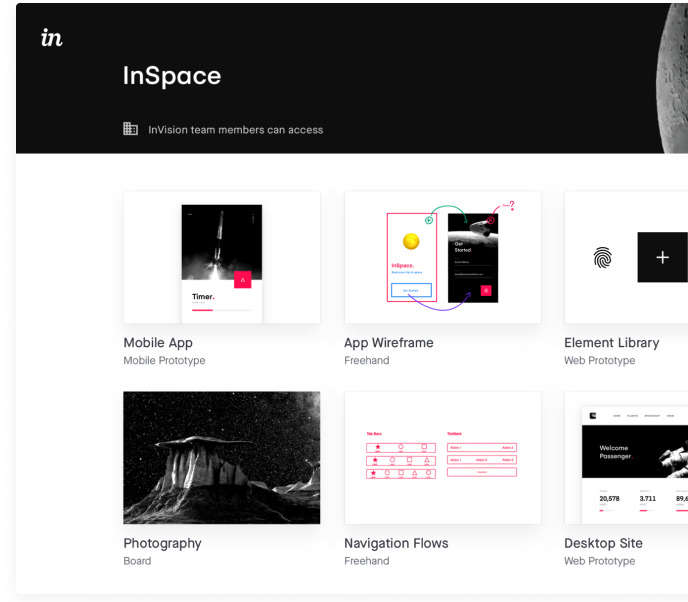 in
InSpace
InVision team members can access
Timer.
InSpace.
Get
Started.
Mobile App
Mobile Prototype
App Wireframe
Freehand
Element Library
Web Prototype
Tab Bars
Toolbars
Welcome
Passenger.
20,578
3.711
89,6
Photography
Board
Navigation Flows
Freehand
Desktop Site
Web Prototype